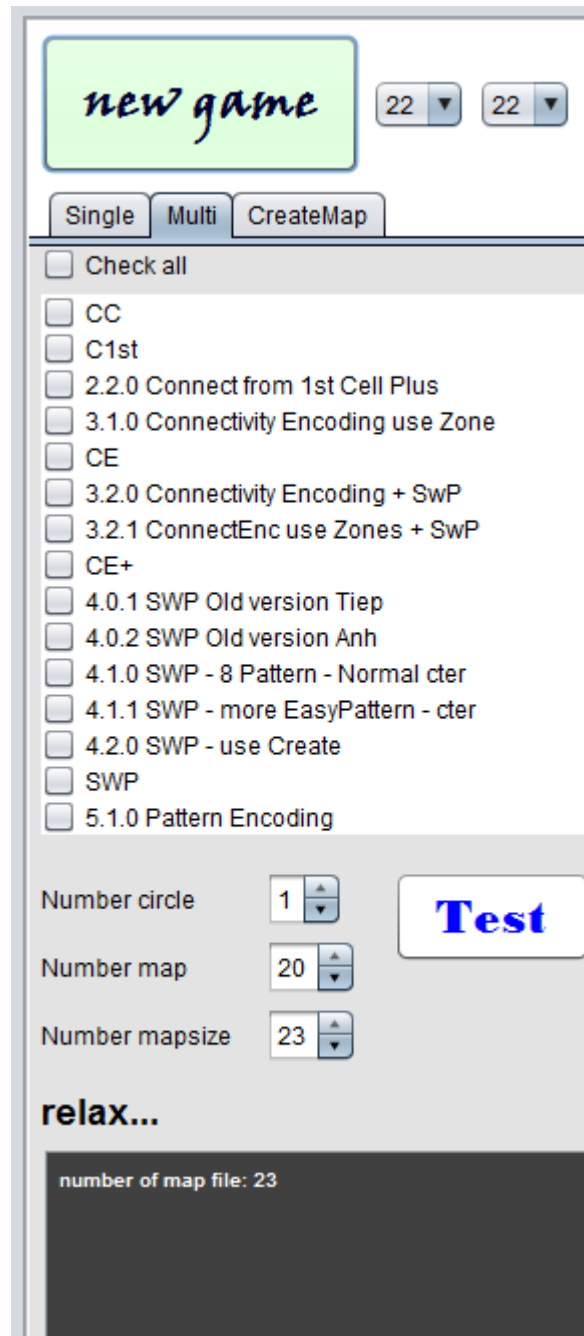 new game 22 22
Single Multi CreateMap
Check all
CC
C1st
2.2.0 Connect from 1st Cell Plus
3.1.0 Connectivity Encoding use Zone
CE
3.2.0 Connectivity Encoding + SwP
3.2.1 ConnectEnc use Zones + SwP
CE+
4.0.1 SWP Old version Tiep
4.0.2 SWP Old version Anh
4.1.0 SWP - 8 Pattern - Normal cter
4.1.1 SWP - more EasyPattern - cter
4.2.0 SWP - use Create
SWP
5.1.0 Pattern Encoding
Number circle 1 Test
Number map 20
Number mapsize 23
relax...
number of map file: 23